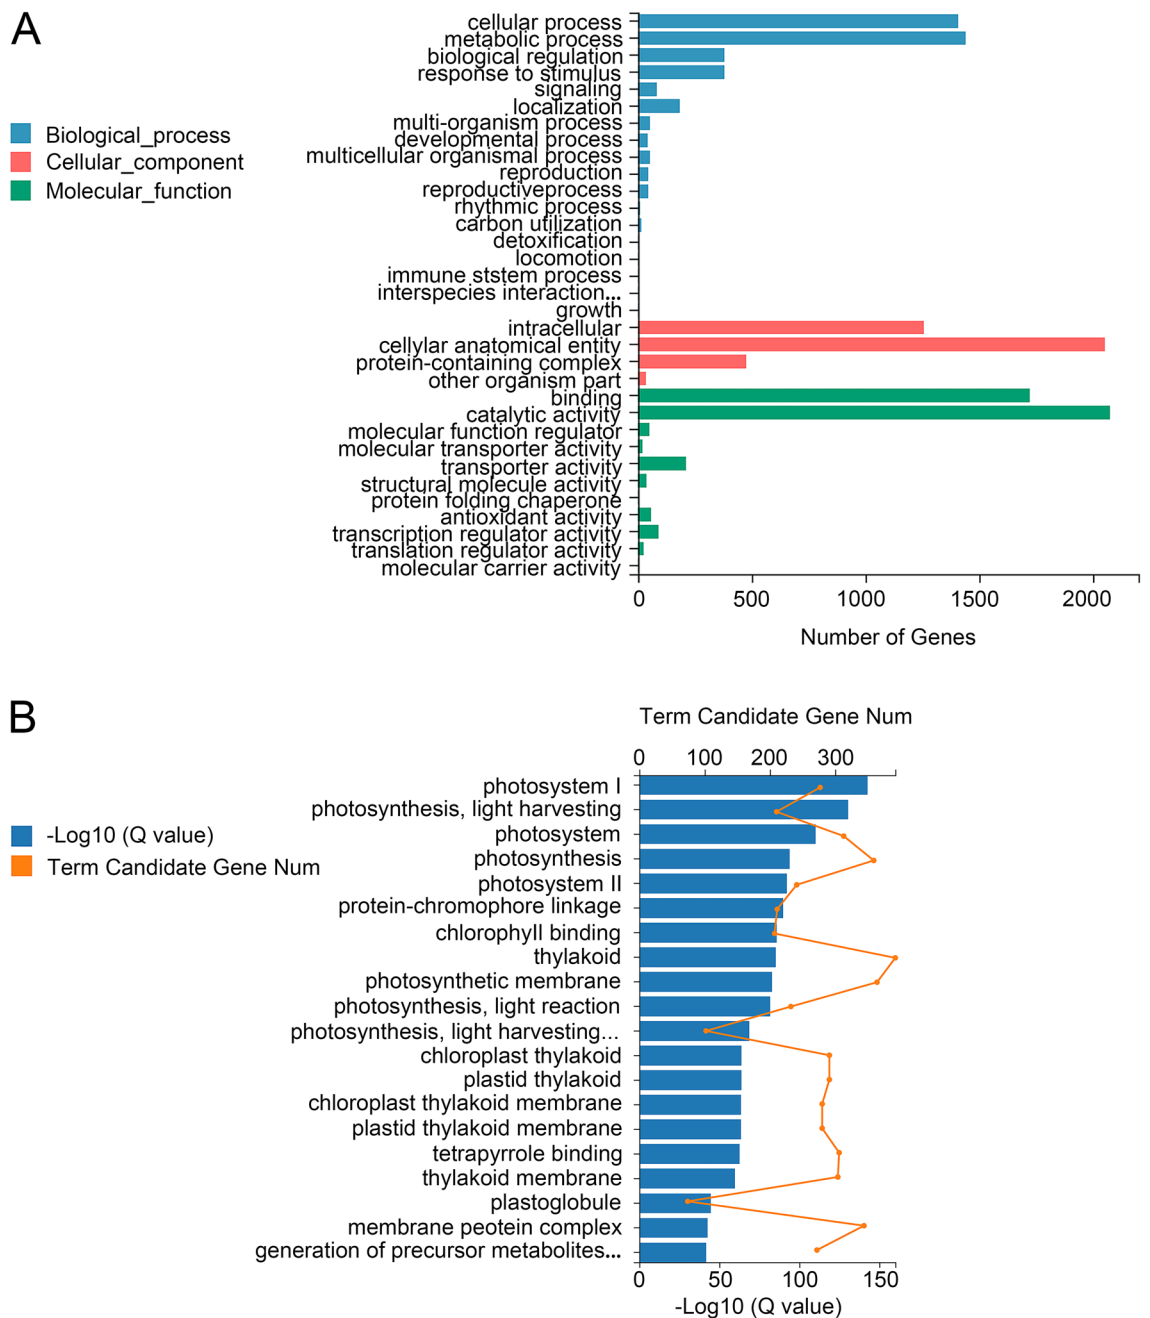 A
cellular process
metabolic process
biological regulation
response to stimulus
signaling
localization
multi-organism process
developmental process
multicellular organismal process
reproduction
reproductiveprocess
rhythmic process
carbon utilization
detoxification
locomotion
immune ststem process
interspecies interaction...
growth
intracellular
cellylar anatomical entity
protein-containing complex
other organism part
binding
catalytic activity
molecular function regulator
molecular transporter activity
transporter activity
structural molecule activity
protein folding chaperone
antioxidant activity
transcription regulator activity
translation regulator activity
molecular carrier activity
Biological_process
Cellular_component
Molecular_function
0 500 1000 1500 2000
Number of Genes
B
Term Candidate Gene Num
0 100 200 300
photosystem I
photosynthesis, light harvesting
photosystem
photosynthesis
photosystem II
protein-chromophore linkage
chlorophyII binding
thylakoid
photosynthetic membrane
photosynthesis, light reaction
photosynthesis, light harvesting...
chloroplast thylakoid
plastid thylakoid
chloroplast thylakoid membrane
plastid thylakoid membrane
tetrapyrrole binding
thylakoid membrane
plastoglobule
membrane peotein complex
generation of precursor metabolites...
-Log10 (Q value)
Term Candidate Gene Num
0 50 100 150
-Log10 (Q value)